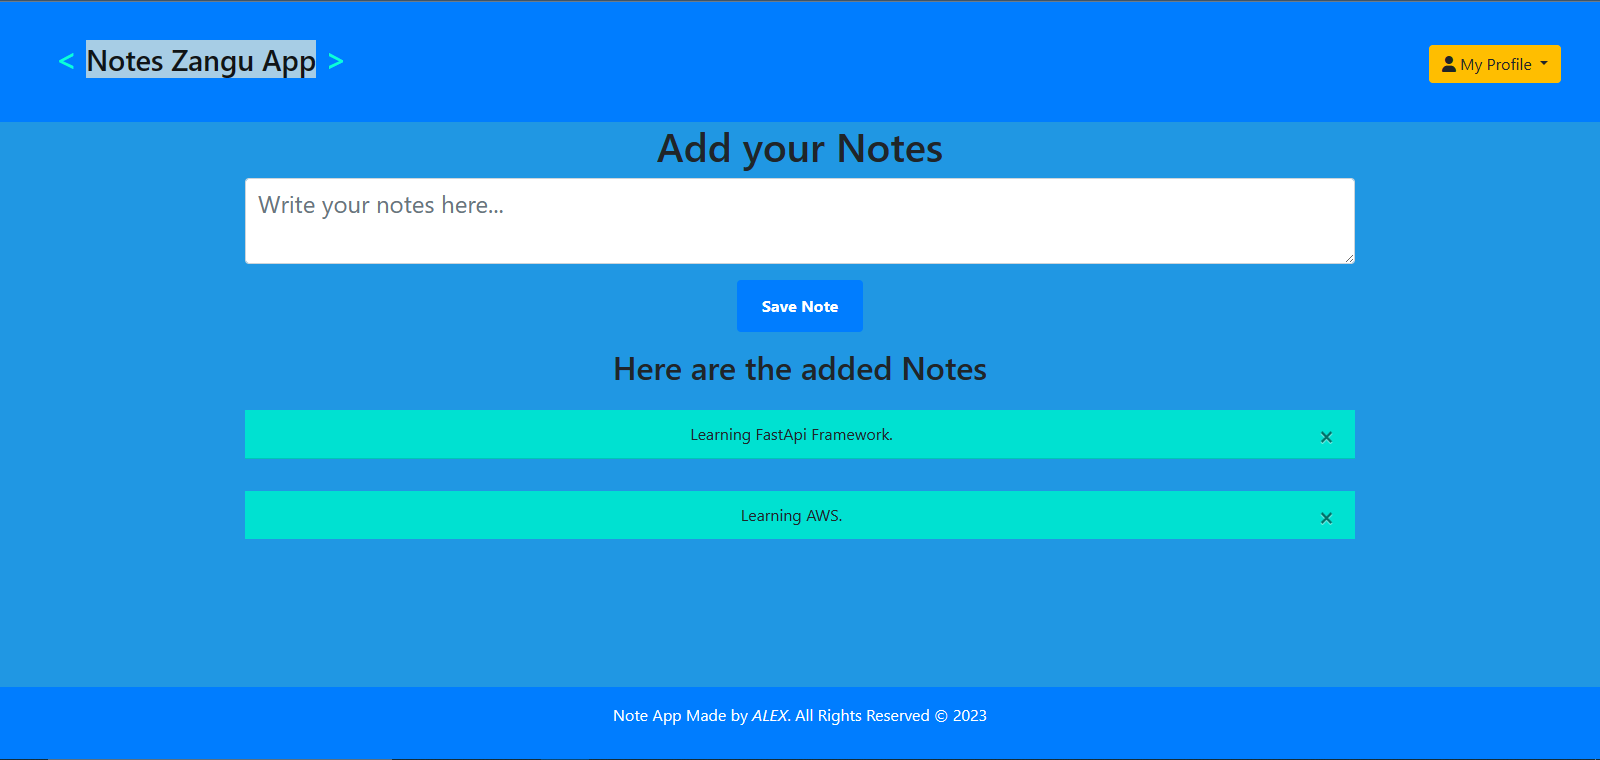 < Notes Zangu App >
My Profile
Add your Notes
Write your notes here...
Save Note
Here are the added Notes
Learning FastApi Framework.
×
Learning AWS.
×
Note App Made by ALEX. All Rights Reserved © 2023